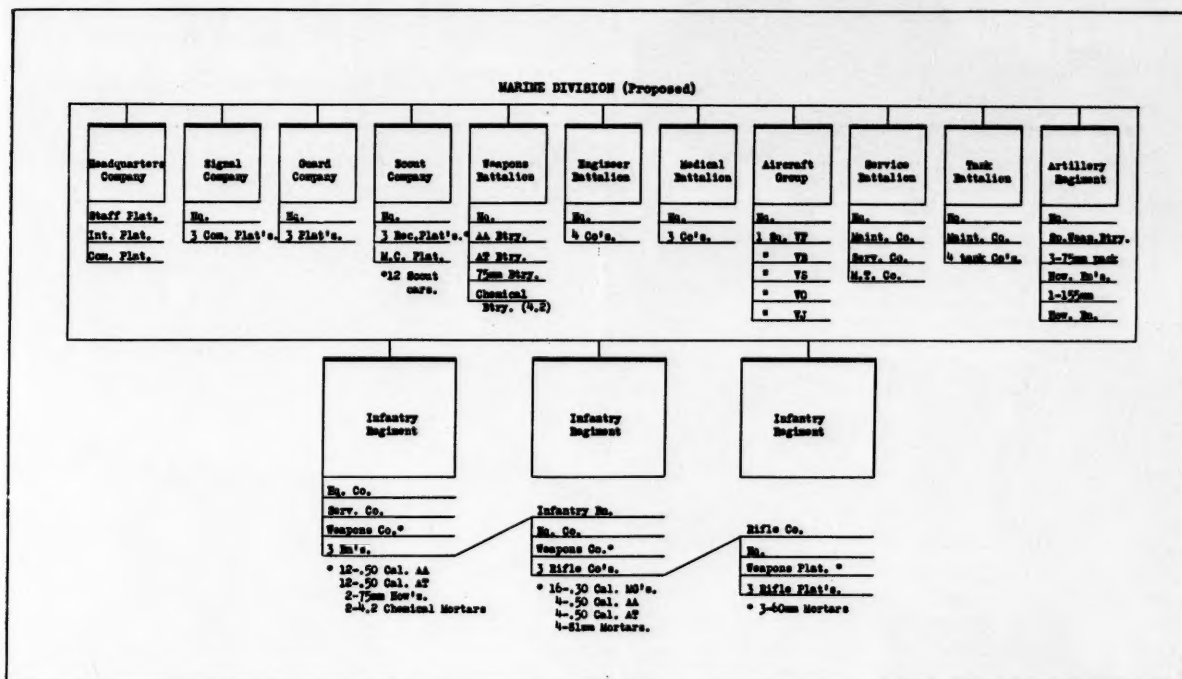 MARINE DIVISION (Proposed)
Headquarters
Company
Staff Plat.
Int. Plat.
Com. Plat.
Signal
Company
Hq.
3 Com. Plat's.
Guard
Company
Hq.
3 Plat's.
Scout
Company
Hq.
3 Rec.Plat's.*
M.C. Plat.
*12 Scout
cars.
Weapons
Battalion
Hq.
AA Btry.
AT Btry.
75mm Btry.
Chemical
Btry. (4.2)
Engineer
Battalion
Hq.
4 Co's.
Medical
Battalion
Hq.
3 Co's.
Aircraft
Group
Hq.
1 Sq. VF
" VB
" VS
" VO
" VJ
Service
Battalion
Hq.
Maint. Co.
Serv. Co.
M.T. Co.
Tank
Battalion
Hq.
Maint. Co.
4 tank Co's.
Artillery
Regiment
Hq.
Weap.Btry.
3-75mm pack
How. Bn's.
1-155mm
How. Bn.
Infantry
Regiment
Hq. Co.
Serv. Co.
Weapons Co.*
3 Bn's.
* 12-.50 Cal. AA
12-.50 Cal. AT
2-75mm How's.
2-4.2 Chemical Mortars
Infantry
Regiment
Infantry Bn.
Hq. Co.
Weapons Co.*
3 Rifle Co's.
* 16-.30 Cal. MG's.
4-.50 Cal. AA
4-.50 Cal. AT
4-81mm Mortars.
Infantry
Regiment
Rifle Co.
Hq.
Weapons Plat. *
3 Rifle Plat's.
* 3-60mm Mortars